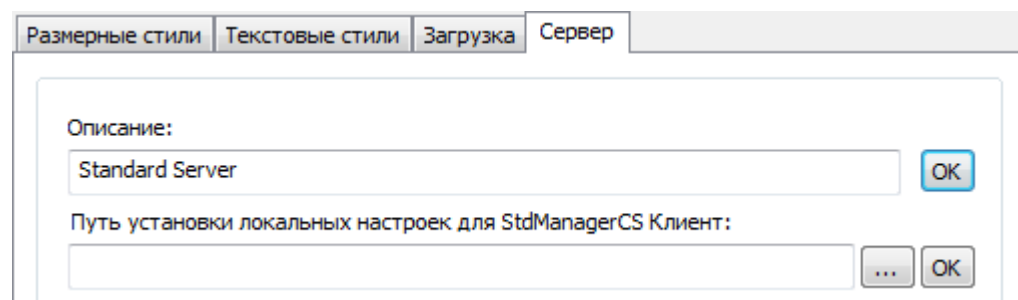 Размерные стили Текстовые стили Загрузка Сервер
Описание:
Standard Server OK
Путь установки локальных настроек для StdManagerCS Клиент:
... OK